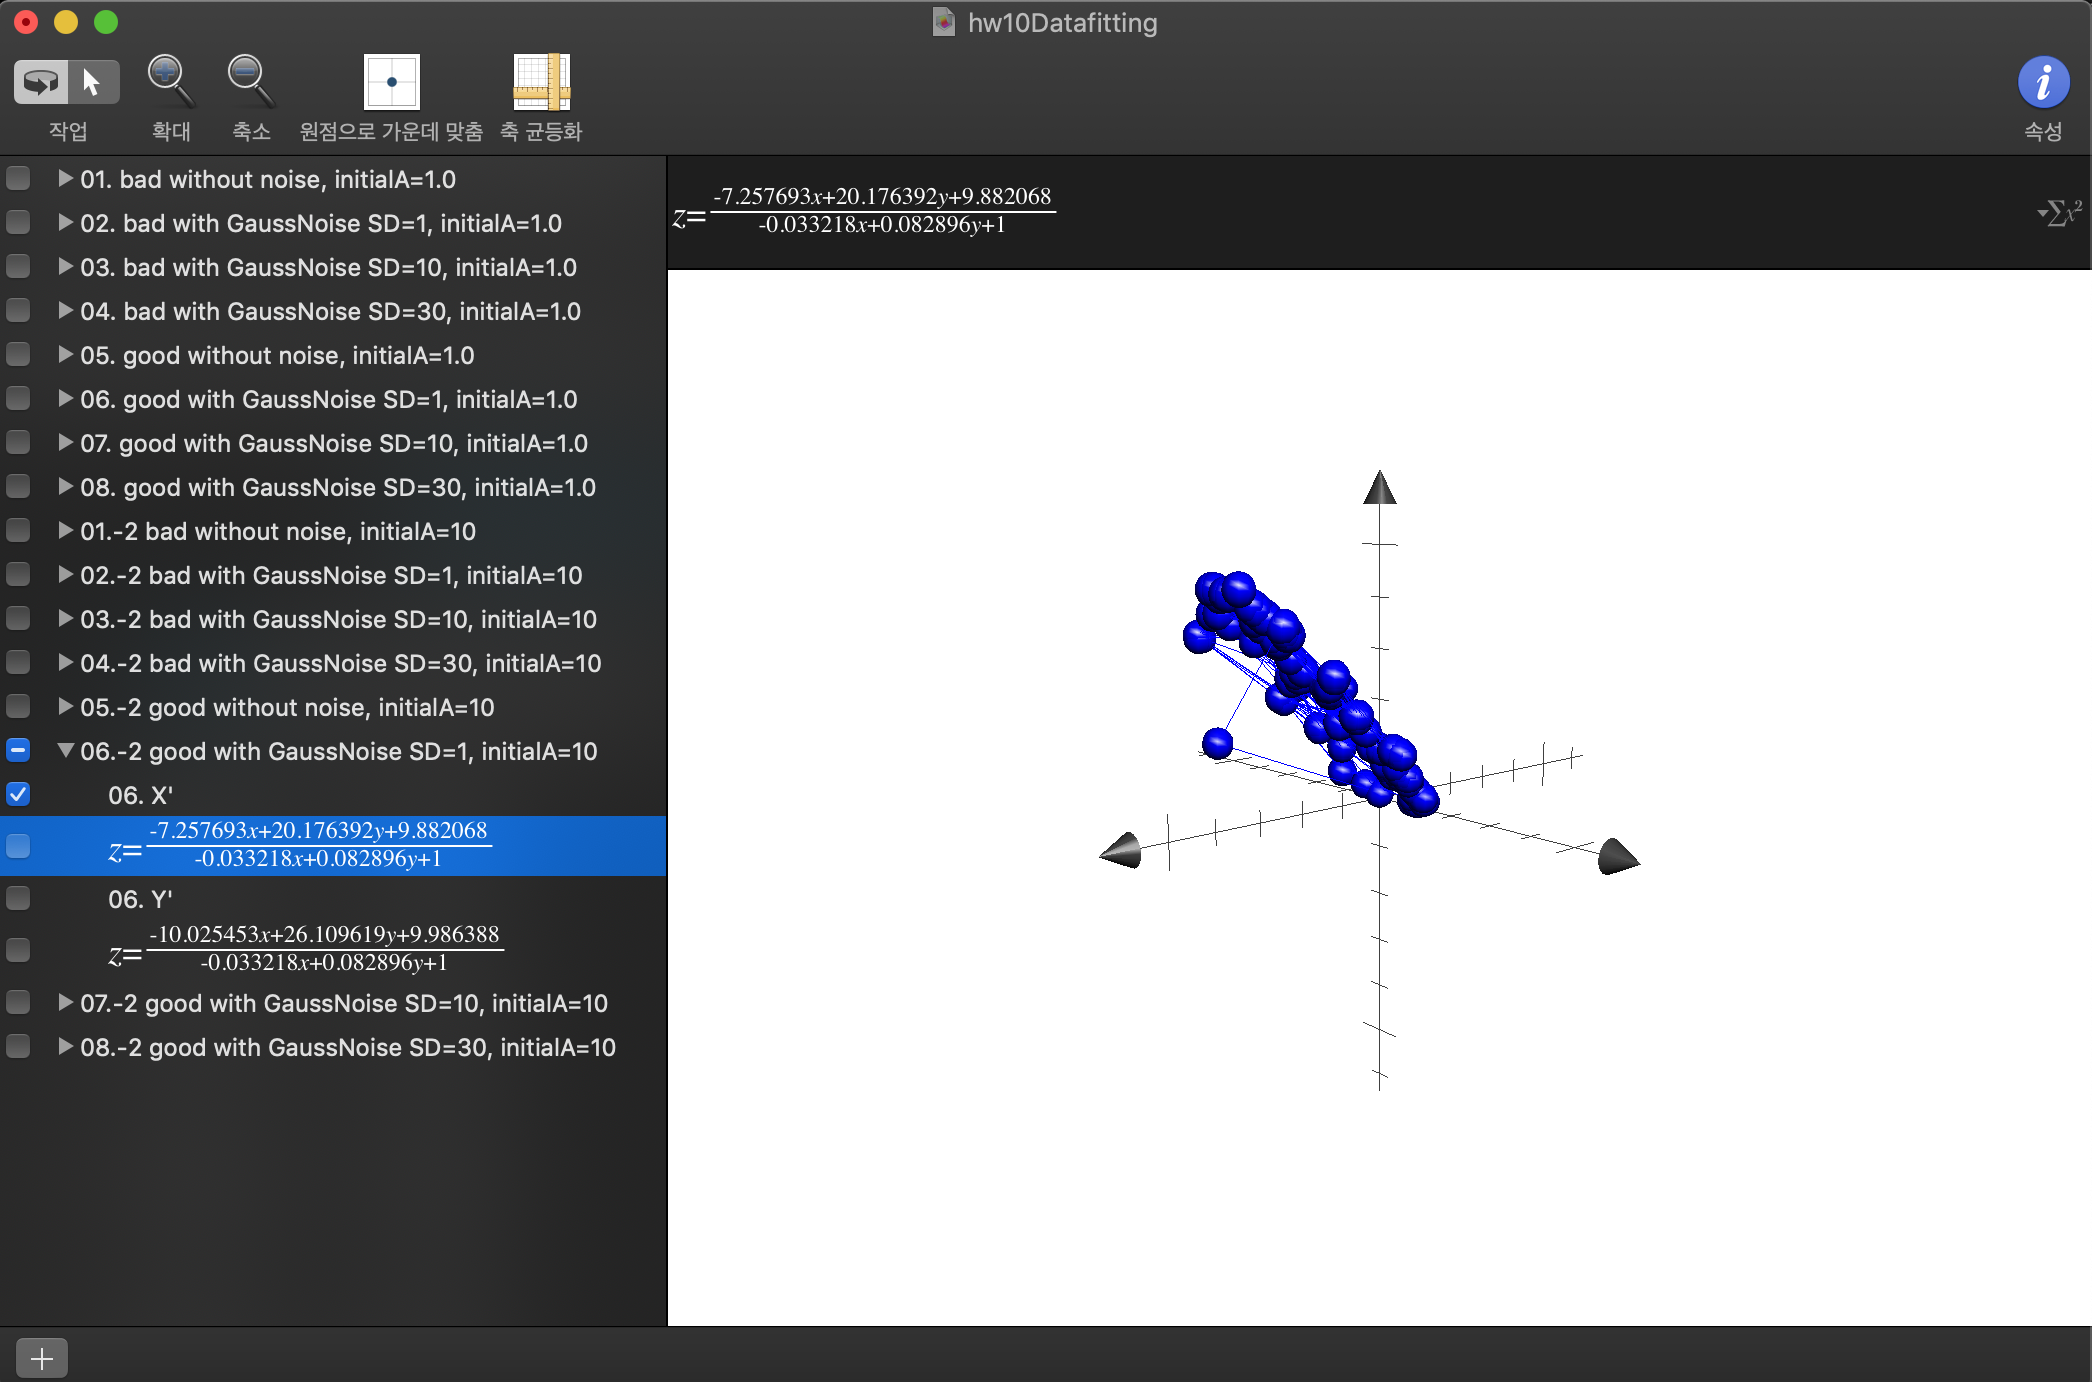 hw10Datafitting
작업
확대
축소
원점으로 가운데 맞춤
축 균등화
속성
01. bad without noise, initialA=1.0
02. bad with GaussNoise SD=1, initialA=1.0
03. bad with GaussNoise SD=10, initialA=1.0
04. bad with GaussNoise SD=30, initialA=1.0
05. good without noise, initialA=1.0
06. good with GaussNoise SD=1, initialA=1.0
07. good with GaussNoise SD=10, initialA=1.0
08. good with GaussNoise SD=30, initialA=1.0
01.-2 bad without noise, initialA=10
02.-2 bad with GaussNoise SD=1, initialA=10
03.-2 bad with GaussNoise SD=10, initialA=10
04.-2 bad with GaussNoise SD=30, initialA=10
05.-2 good without noise, initialA=10
06.-2 good with GaussNoise SD=1, initialA=10
06. X'
-7.257693x+20.176392y+9.882068
z=
-0.033218x+0.082896y+1
06. Y'
-10.025453x+26.109619y+9.986388
z=
-0.033218x+0.082896y+1
07.-2 good with GaussNoise SD=10, initialA=10
08.-2 good with GaussNoise SD=30, initialA=10
-7.257693x+20.176392y+9.882068
z=
-0.033218x+0.082896y+1
Σx²